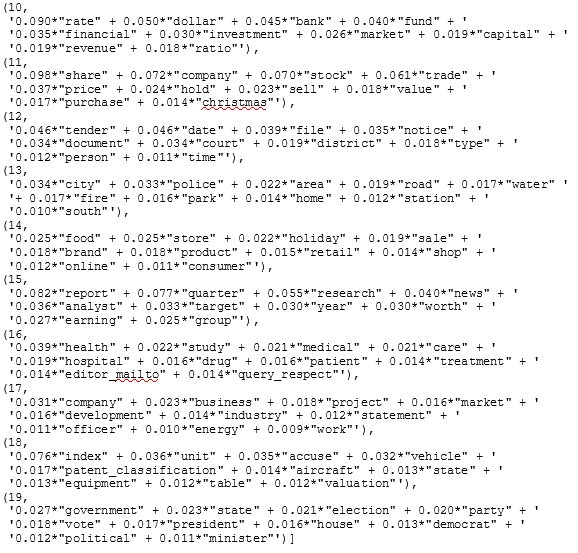 (10,
'0.090*"rate" + 0.050*"dollar" + 0.045*"bank" + 0.040*"fund" + '
'0.035*"financial" + 0.030*"investment" + 0.026*"market" + 0.019*"capital" + '
'0.019*"revenue" + 0.018*"ratio"'),
(11,
'0.098*"share" + 0.072*"company" + 0.070*"stock" + 0.061*"trade" + '
'0.037*"price" + 0.024*"hold" + 0.023*"sell" + 0.018*"value" + '
'0.017*"purchase" + 0.014*"christmas"'),
(12,
'0.046*"tender" + 0.046*"date" + 0.039*"file" + 0.035*"notice" + '
'0.034*"document" + 0.034*"court" + 0.019*"district" + 0.018*"type" + '
'0.012*"person" + 0.011*"time"'),
(13,
'0.034*"city" + 0.033*"police" + 0.022*"area" + 0.019*"road" + 0.017*"water" '
'+ 0.017*"fire" + 0.016*"park" + 0.014*"home" + 0.012*"station" + '
'0.010*"south"'),
(14,
'0.025*"food" + 0.025*"store" + 0.022*"holiday" + 0.019*"sale" + '
'0.018*"brand" + 0.018*"product" + 0.015*"retail" + 0.014*"shop" + '
'0.012*"online" + 0.011*"consumer"'),
(15,
'0.082*"report" + 0.077*"quarter" + 0.055*"research" + 0.040*"news" + '
'0.036*"analyst" + 0.033*"target" + 0.030*"year" + 0.030*"worth" + '
'0.027*"earning" + 0.025*"group"'),
(16,
'0.039*"health" + 0.022*"study" + 0.021*"medical" + 0.021*"care" + '
'0.019*"hospital" + 0.016*"drug" + 0.016*"patient" + 0.014*"treatment" + '
'0.014*"editor_mailto" + 0.014*"query_respect"'),
(17,
'0.031*"company" + 0.023*"business" + 0.018*"project" + 0.016*"market" + '
'0.016*"development" + 0.014*"industry" + 0.012*"statement" + '
'0.011*"officer" + 0.010*"energy" + 0.009*"work"'),
(18,
'0.076*"index" + 0.036*"unit" + 0.035*"accuse" + 0.032*"vehicle" + '
'0.017*"patent_classification" + 0.014*"aircraft" + 0.013*"state" + '
'0.013*"equipment" + 0.012*"table" + 0.012*"valuation"'),
(19,
'0.027*"government" + 0.023*"state" + 0.021*"election" + 0.020*"party" + '
'0.018*"vote" + 0.017*"president" + 0.016*"house" + 0.013*"democrat" + '
'0.012*"political" + 0.011*"minister"')]